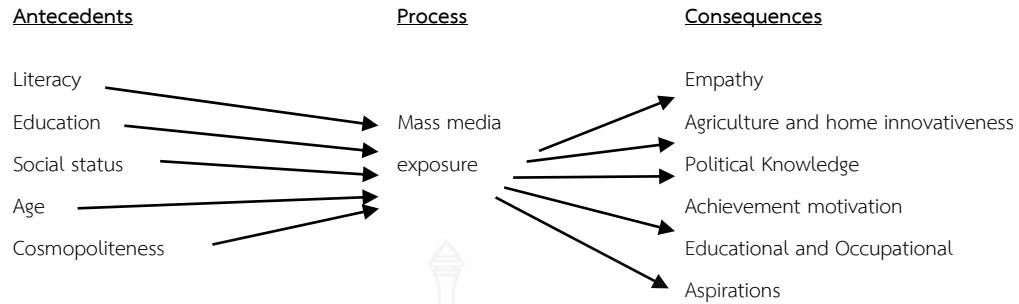 Antecedents Process Consequences
Literacy Empathy
Education Mass media Agriculture and home innovativeness
Social status exposure Political Knowledge
Age Achievement motivation
Cosmopoliteness Educational and Occupational
Aspirations